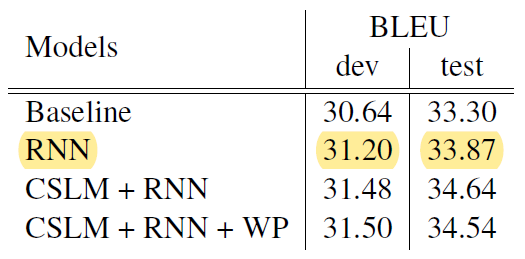 Models BLEU
dev test
Baseline 30.64 33.30
RNN 31.20 33.87
CSLM + RNN 31.48 34.64
CSLM + RNN + WP 31.50 34.54